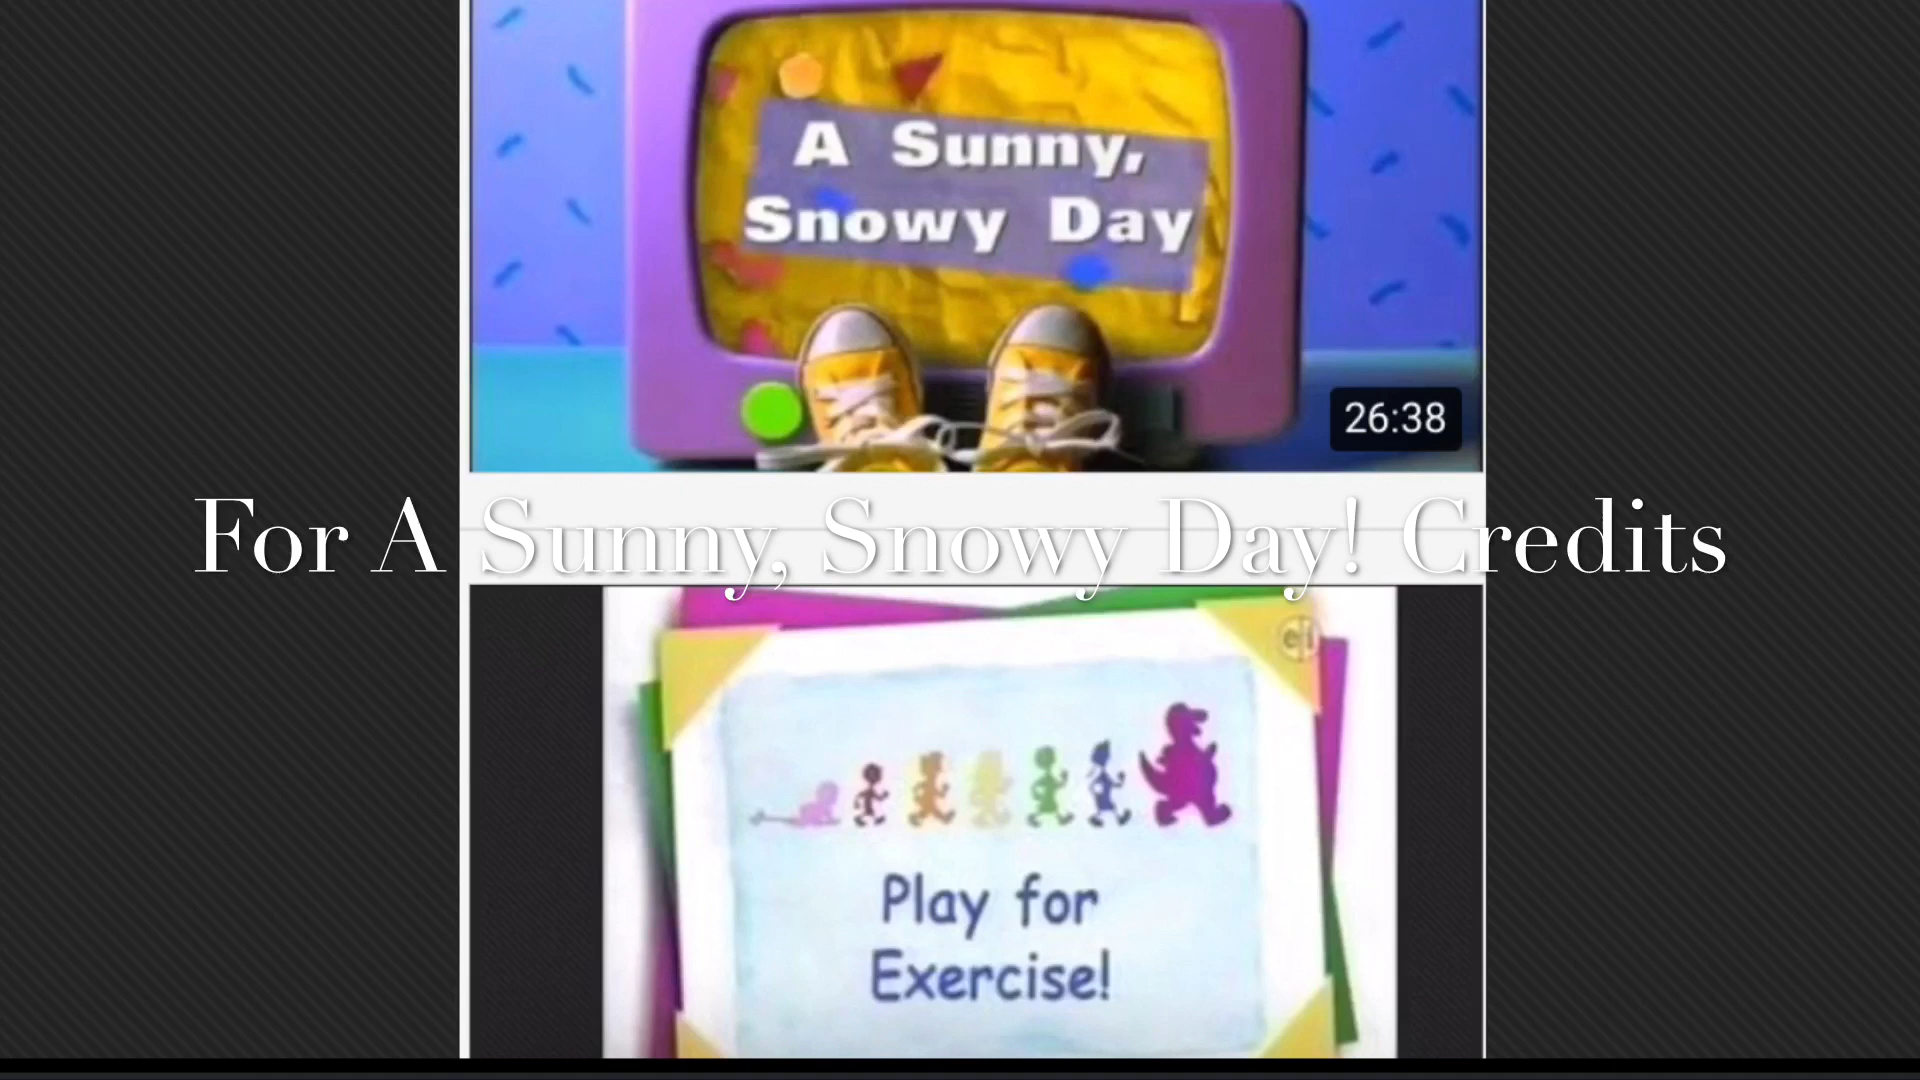 A Sunny,
Snowy Day
26:38
For A Sunny, Snowy Day! Credits
Play for
Exercise!